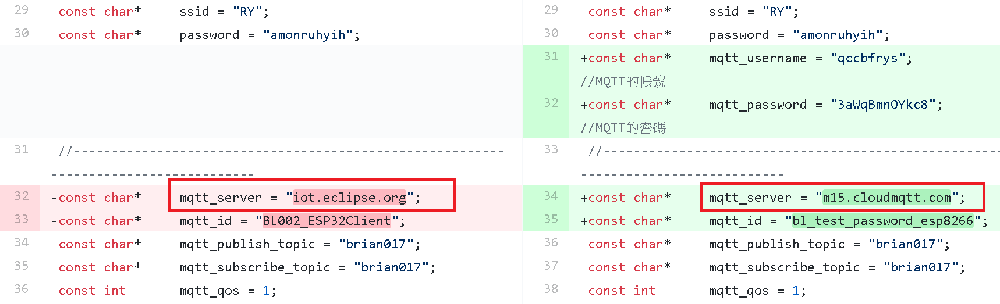 29 const char* ssid = "RY";
30 const char* password = "amonruhyih";
31 //---------------------------------------------------------
---------------------------
32 -const char* mqtt_server = "iot.eclipse.org";
33 -const char* mqtt_id = "BL002_ESP32Client";
34 const char* mqtt_publish_topic = "brian017";
35 const char* mqtt_subscribe_topic = "brian017";
36 const int mqtt_qos = 1;
29 const char* ssid = "RY";
30 const char* password = "amonruhyih";
31 +const char* mqtt_username = "qccbfrys";
//MQTT的帳號
32 +const char* mqtt_password = "3aWqBmnOYkc8";
//MQTT的密碼
33 //-------------------------------------------------------
---------------------------
34 +const char* mqtt_server = "m15.cloudmqtt.com";
35 +const char* mqtt_id = "bl_test_password_esp8266";
36 const char* mqtt_publish_topic = "brian017";
37 const char* mqtt_subscribe_topic = "brian017";
38 const int mqtt_qos = 1;